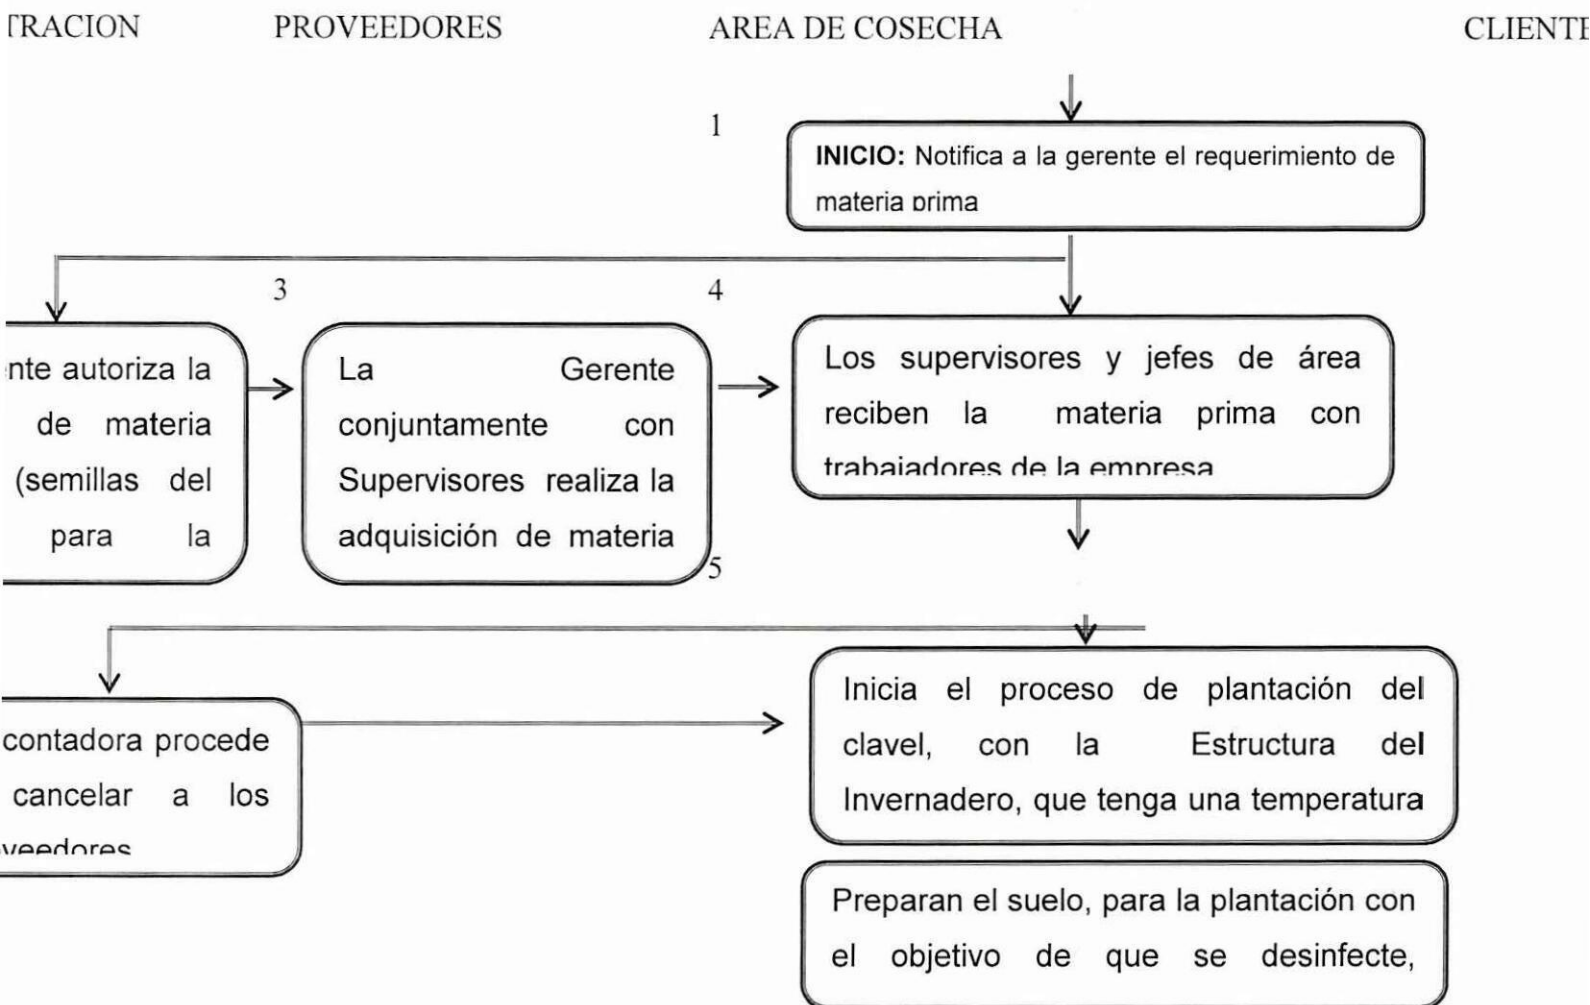 PROVEEDORES AREA DE COSECHA
1
INICIO: Notifica a la gerente el requerimiento de
materia prima
3
4
autoriza la
de materia
(semillas del
para la
La Gerente
conjuntamente con
Supervisores realiza la
adquisición de materia
Los supervisores y jefes de área
reciben la materia prima con
trabajadores de la empresa
5
contadora procede
cancelar a los
Inicia el proceso de plantación del
clavel, con la Estructura del
Invernadero, que tenga una temperatura
Preparan el suelo, para la plantación con
el objetivo de que se desinfecte,